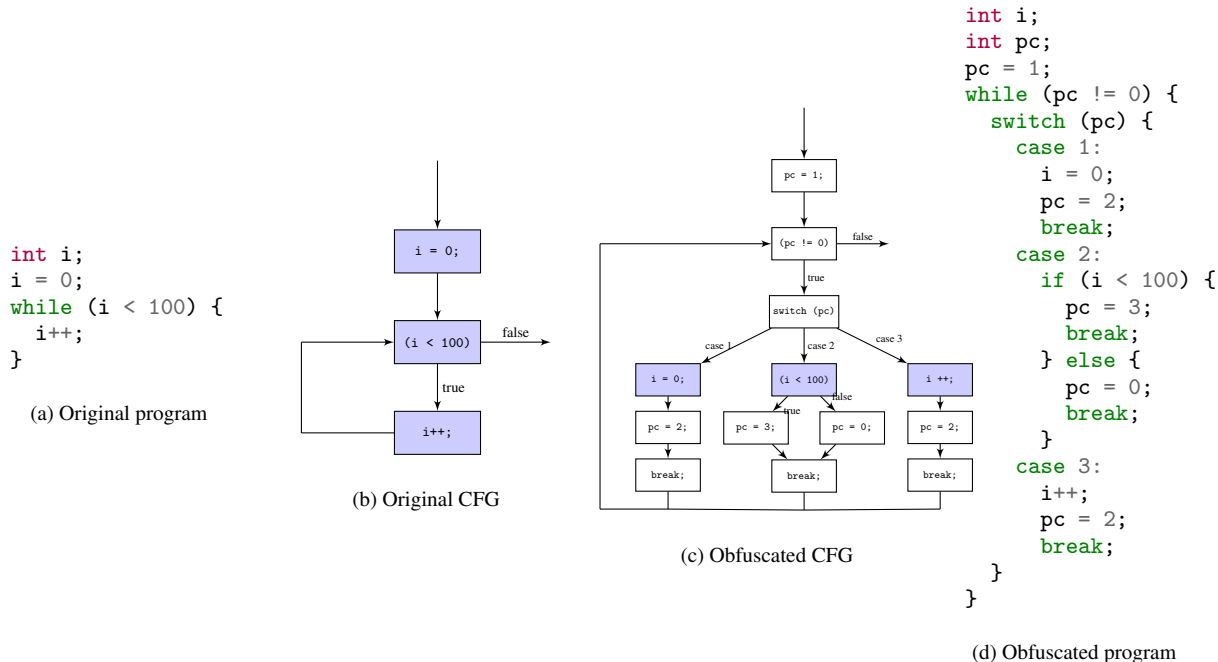 int i;
i = 0;
while (i < 100) {
  i++;
}
(a) Original program
i = 0;
(i < 100)
false
true
i++;
(b) Original CFG
pc = 1;
(pc != 0)
false
true
switch (pc)
case 1
case 2
case 3
i = 0;
(i < 100)
i ++;
true
false
pc = 2;
pc = 3;
pc = 0;
pc = 2;
break;
break;
break;
(c) Obfuscated CFG
int i;
int pc;
pc = 1;
while (pc != 0) {
  switch (pc) {
    case 1:
      i = 0;
      pc = 2;
      break;
    case 2:
      if (i < 100) {
        pc = 3;
        break;
      } else {
        pc = 0;
        break;
      }
    case 3:
      i++;
      pc = 2;
      break;
  }
}
(d) Obfuscated program